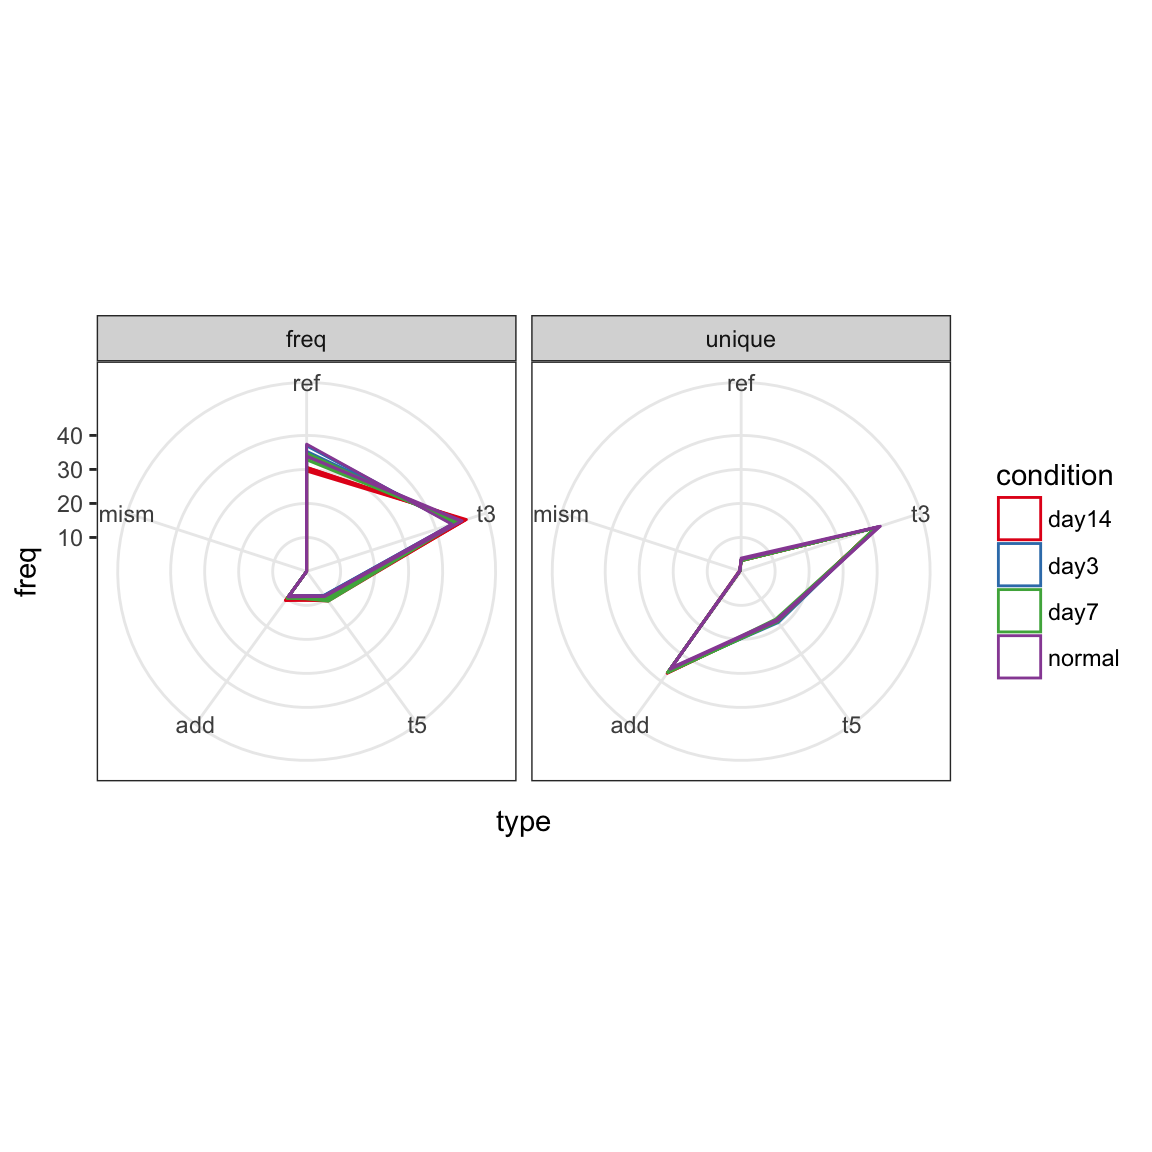 freq
unique
ref
ref
40
30
20
10
mism
t3
mism
t3
add
t5
add
t5
freq
type
condition
day14
day3
day7
normal